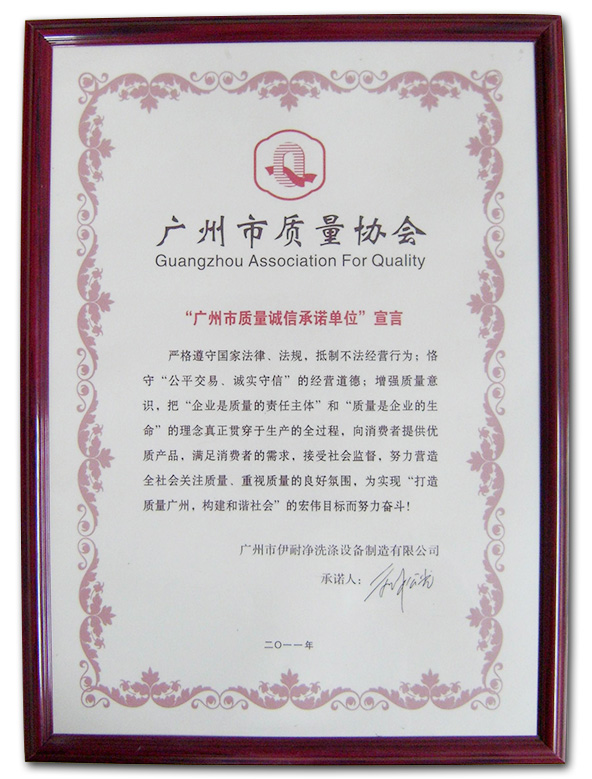 广州市质量协会
Guangzhou Association For Quality
“广州市质量诚信承诺单位”宣言
严格遵守国家法律、法规，抵制不法经营行为；恪
守“公平交易、诚实守信”的经营道德；增强质量意
识，把“企业是质量的责任主体”和“质量是企业的生
命”的理念真正贯穿于生产的全过程，向消费者提供优
质产品，满足消费者的需求，接受社会监督，努力营造
全社会关注质量、重视质量的良好氛围，为实现“打造
质量广州，构建和谐社会”的宏伟目标而努力奋斗！
广州市伊耐净洗涤设备制造有限公司
承诺人：
二〇一一年